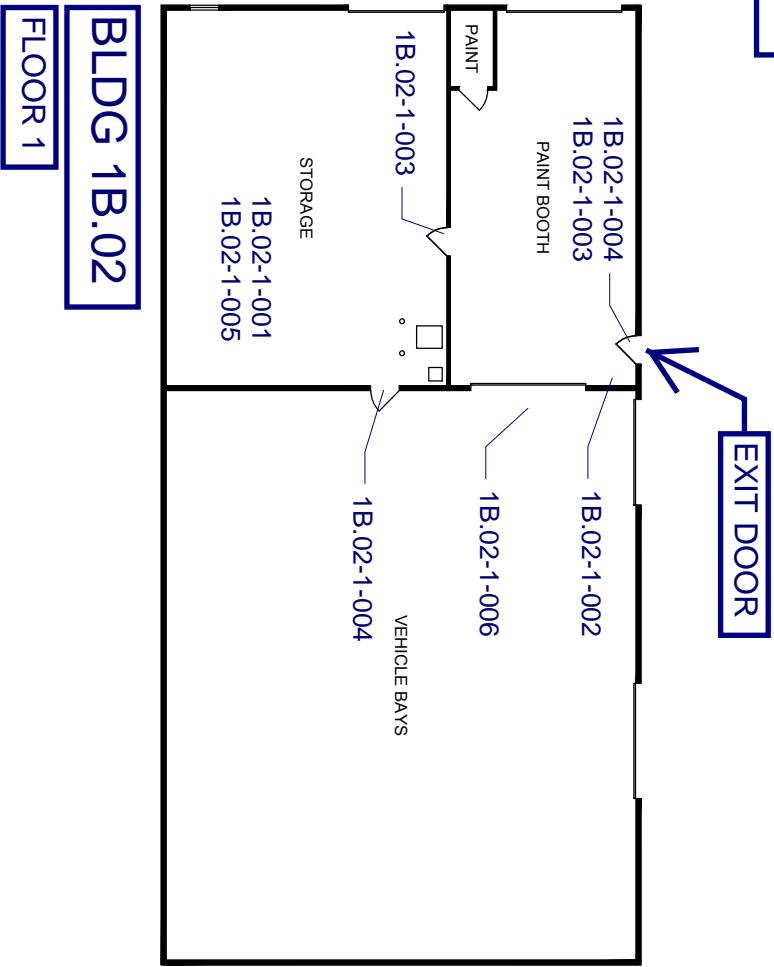 EXIT DOOR
1B.02-1-004
1B.02-1-003
1B.02-1-002
PAINT BOOTH
1B.02-1-006
PAINT
1B.02-1-003
VEHICLE BAYS
1B.02-1-004
STORAGE
1B.02-1-001
1B.02-1-005
BLDG 1B.02
FLOOR 1